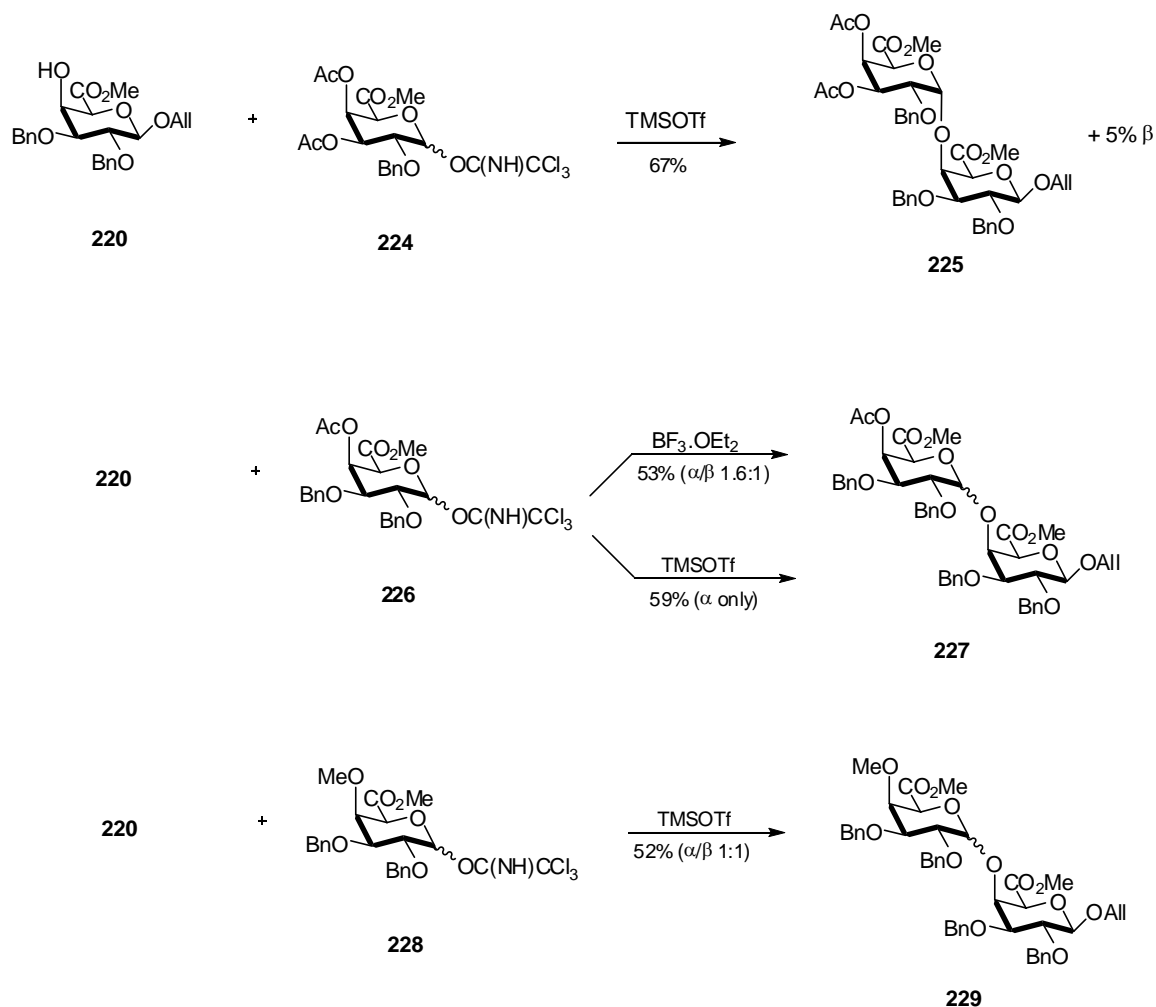 AcO
CO2Me
O
AcO
BnO
O
CO2Me
O
OAll
BnO
BnO
225
+ 5% β
HO
CO2Me
O
OAll
BnO
BnO
220
+
AcO
CO2Me
O
AcO
BnO
OC(NH)CCl3
224
TMSOTf
67%
220
+
AcO
CO2Me
O
BnO
BnO
OC(NH)CCl3
226
BF3.OEt2
53% (α/β 1.6:1)
TMSOTf
59% (α only)
AcO
CO2Me
O
BnO
BnO
O
CO2Me
O
OAll
BnO
BnO
227
220
+
MeO
CO2Me
O
BnO
BnO
OC(NH)CCl3
228
TMSOTf
52% (α/β 1:1)
MeO
CO2Me
O
BnO
BnO
O
CO2Me
O
OAll
BnO
BnO
229